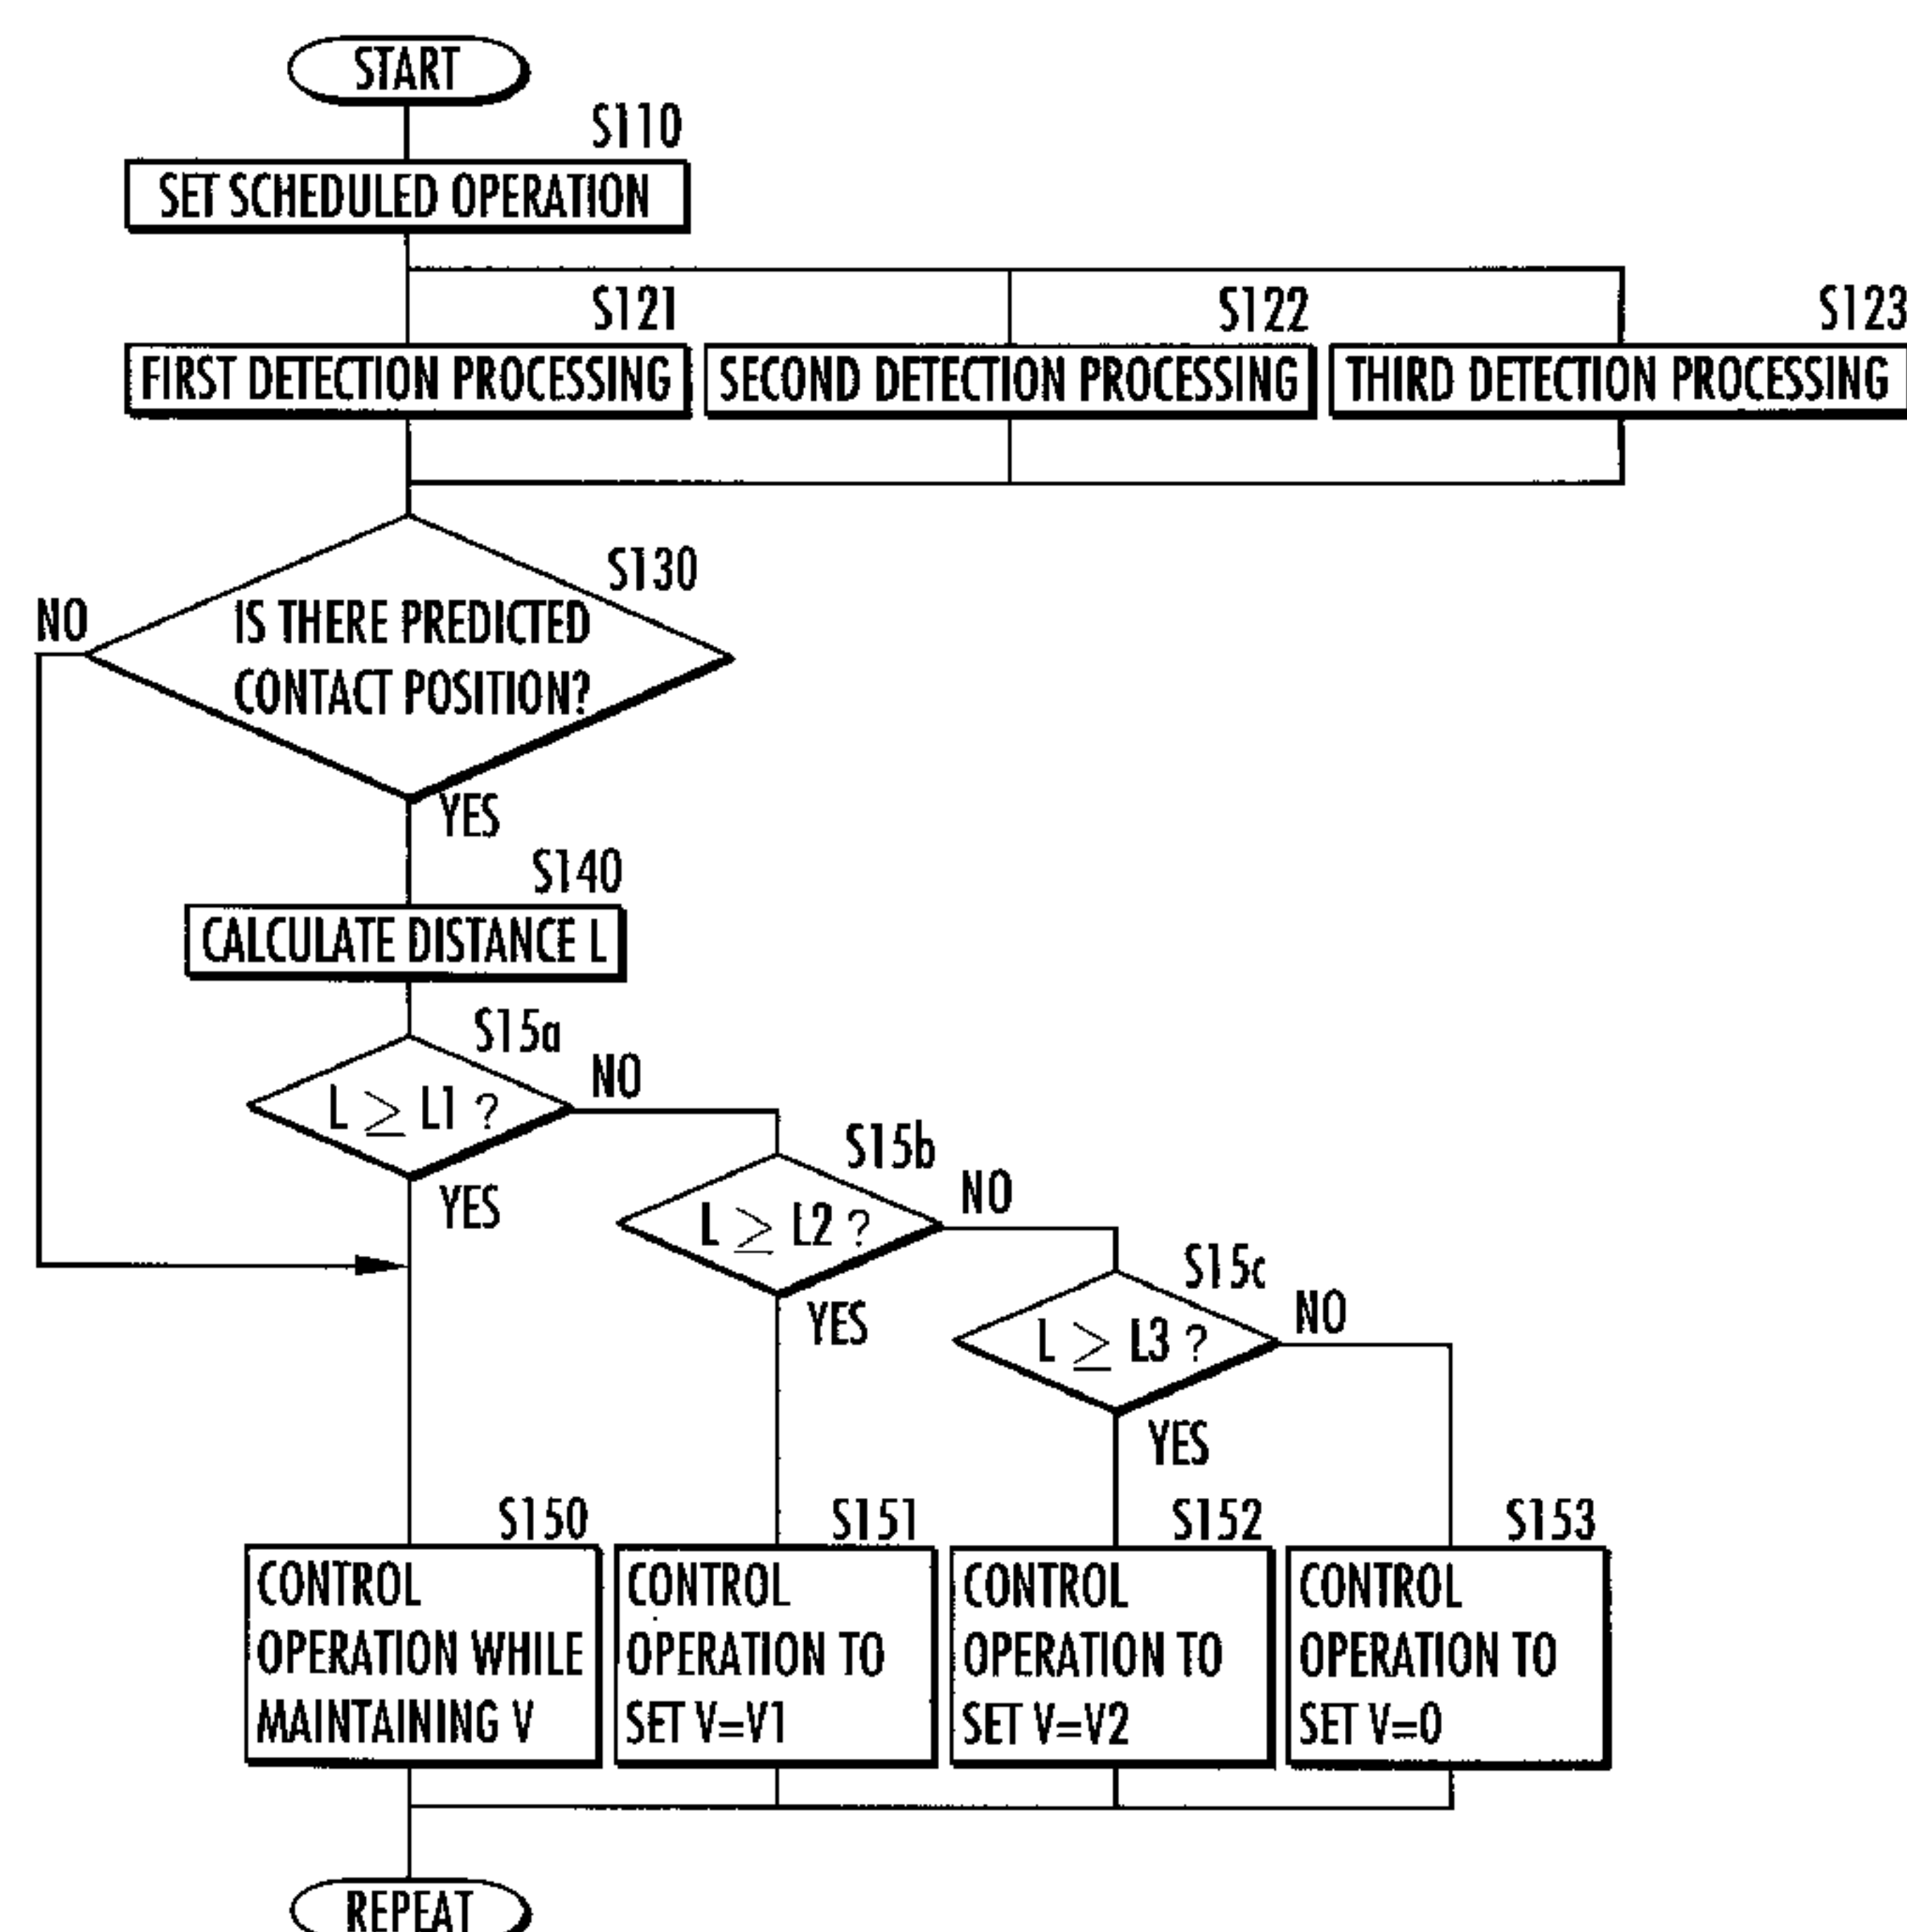 START
S110
SET SCHEDULED OPERATION
S121
S122
S123
FIRST DETECTION PROCESSING
SECOND DETECTION PROCESSING
THIRD DETECTION PROCESSING
S130
NO
IS THERE PREDICTED
CONTACT POSITION?
YES
S140
CALCULATE DISTANCE L
S15a
NO
L ≥ L1 ?
YES
S15b
NO
L ≥ L2 ?
YES
S15c
NO
L ≥ L3 ?
YES
S150
CONTROL
OPERATION WHILE
MAINTAINING V
S151
CONTROL
OPERATION TO
SET V=V1
S152
CONTROL
OPERATION TO
SET V=V2
S153
CONTROL
OPERATION TO
SET V=0
REPEAT